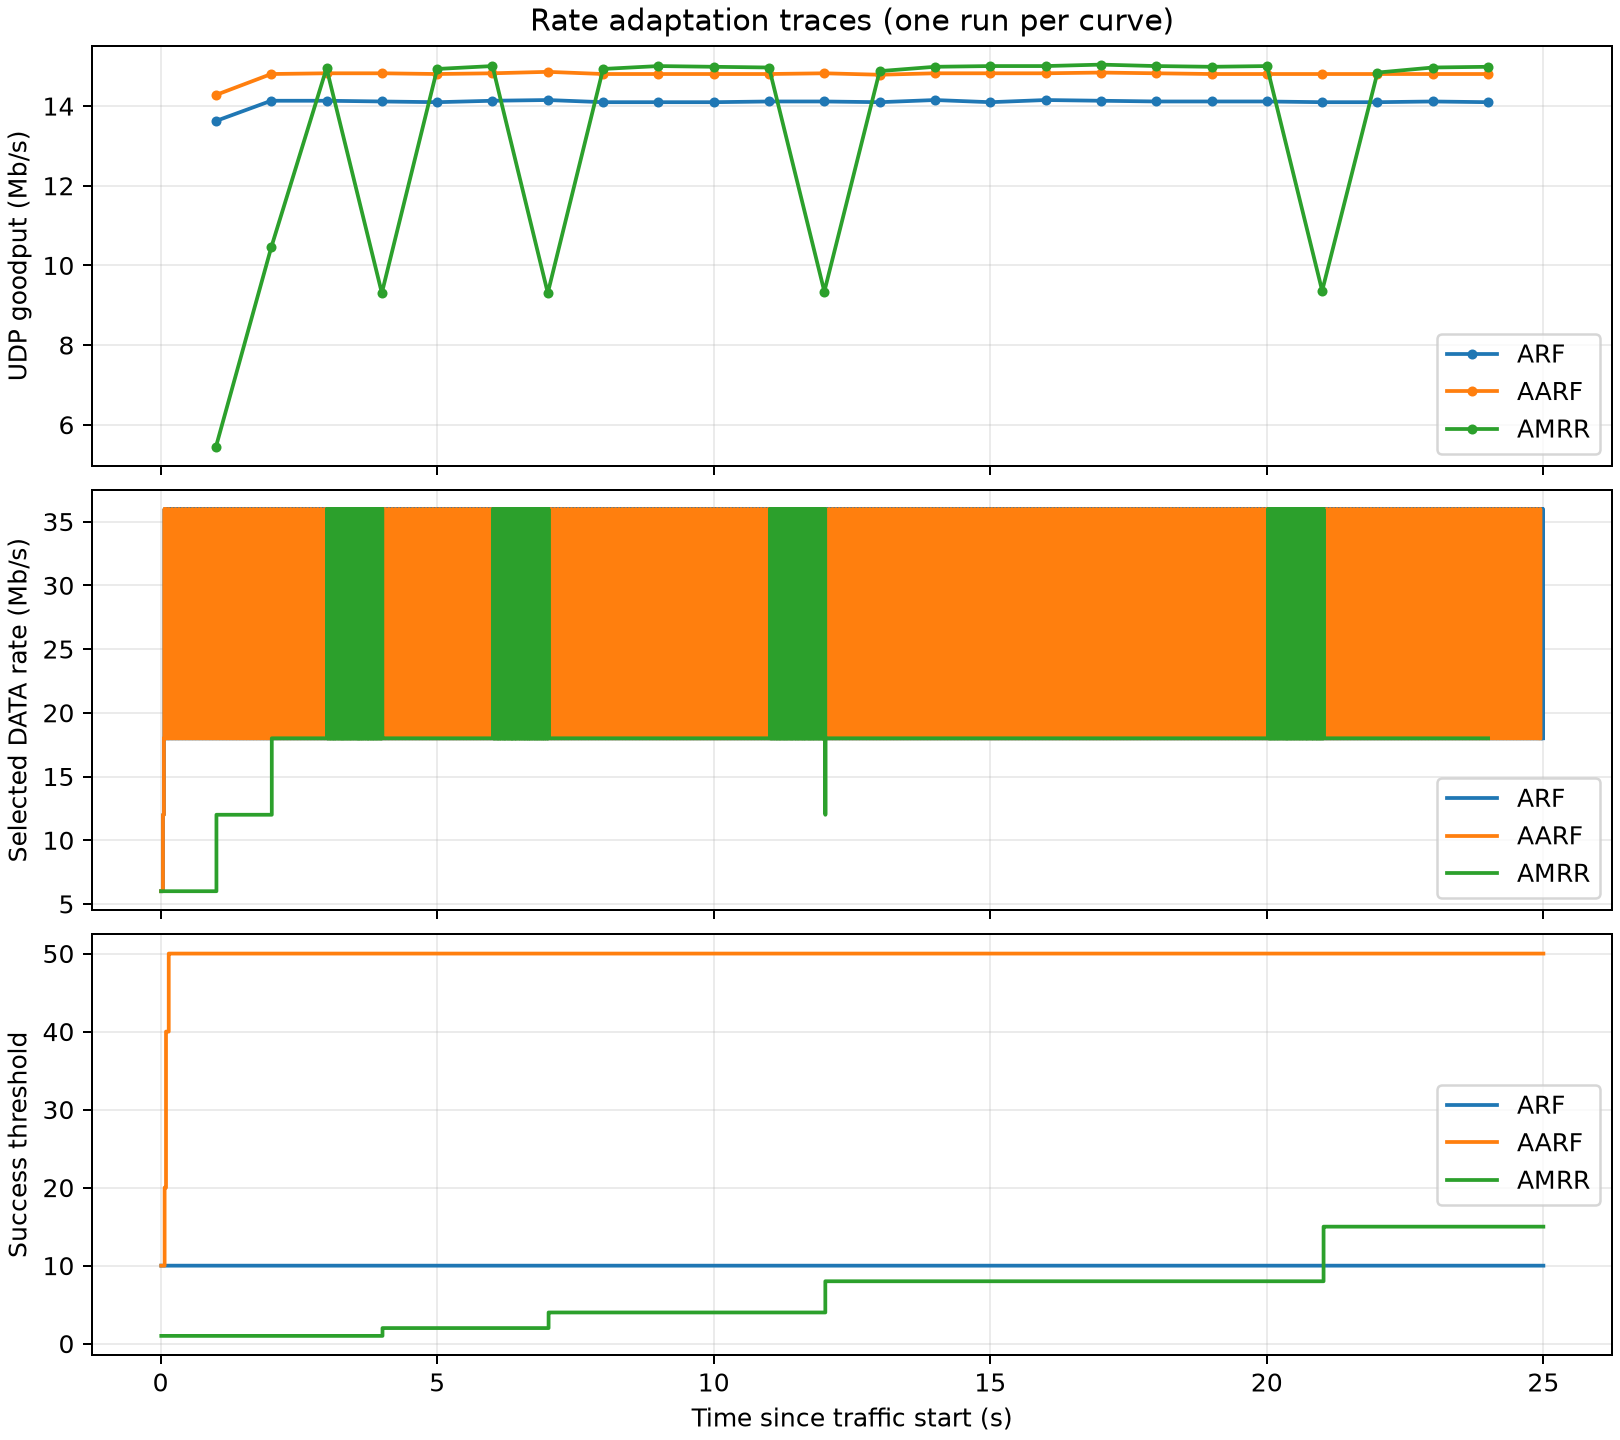 Rate adaptation traces (one run per curve)
UDP goodput (Mb/s)
14
12
10
8
6
ARF
AARF
AMRR
Selected DATA rate (Mb/s)
35
30
25
20
15
10
5
ARF
AARF
AMRR
Success threshold
50
40
30
20
10
0
ARF
AARF
AMRR
0 5 10 15 20 25
Time since traffic start (s)